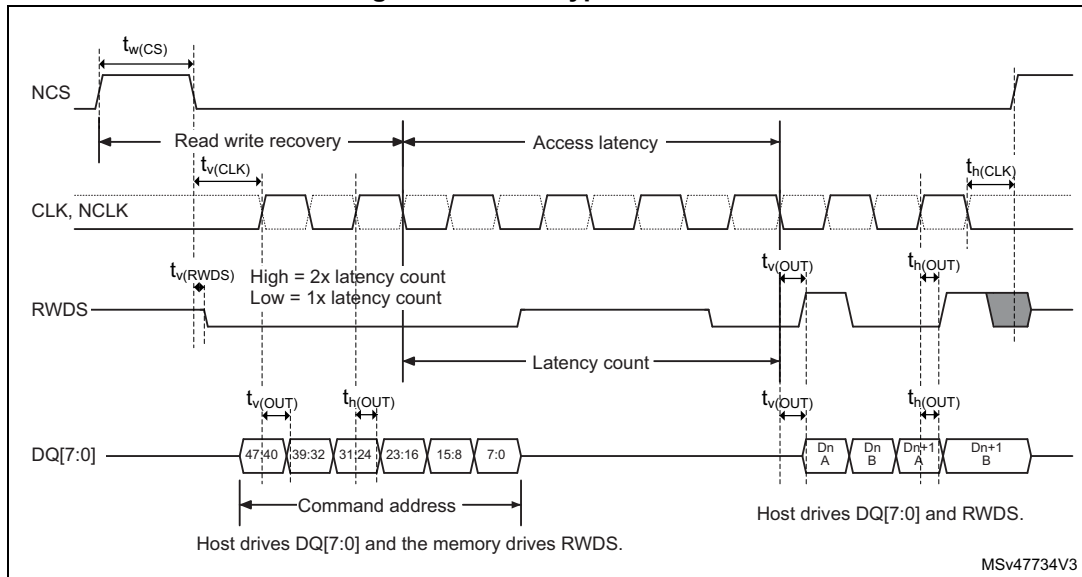 t_w(CS)
NCS
Read write recovery
Access latency
t_v(CLK)
t_h(CLK)
CLK, NCLK
t_v(RWDS)
High = 2x latency count
Low = 1x latency count
t_v(OUT)
t_h(OUT)
RWDS
Latency count
t_v(OUT)
t_h(OUT)
t_v(OUT)
t_h(OUT)
DQ[7:0]
47:40
39:32
31:24
23:16
15:8
7:0
Dn
A
Dn
B
Dn+1
A
Dn+1
B
Command address
Host drives DQ[7:0] and RWDS.
Host drives DQ[7:0] and the memory drives RWDS.
MSv47734V3